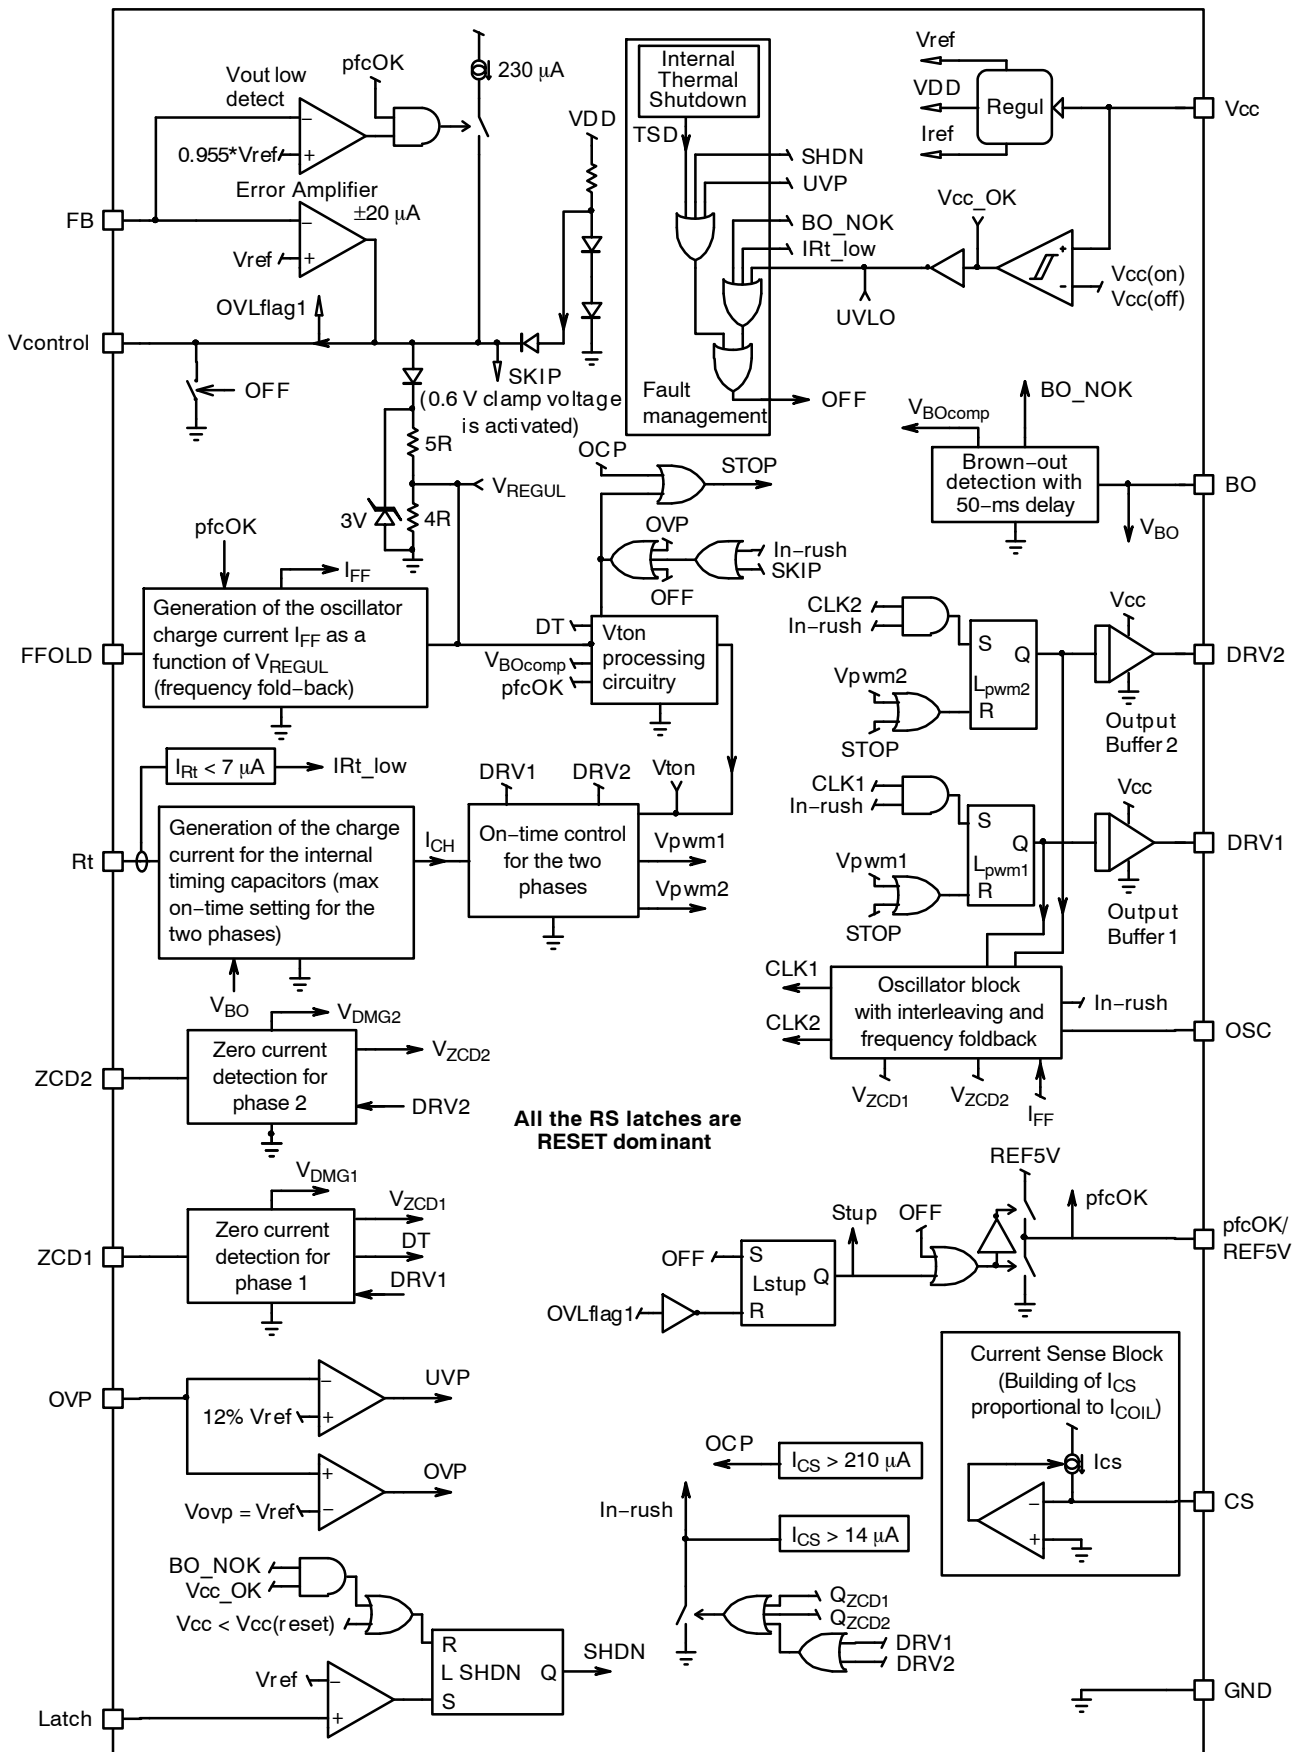 pfcOK
230 μA
Vout low
detect
0.955*Vref
−
+
VDD
Error Amplifier
±20 μA
FB
−
Vref
+
OVLflag1
Vcontrol
OFF
SKIP
(0.6 V clamp voltage
is activated)
5R
VREGUL
3V
4R
Internal
Thermal
Shutdown
TSD
SHDN
UVP
BO_NOK
IRt_low
UVLO
Fault
management
OFF
Vref
VDD
Iref
Regul
Vcc
Vcc_OK
+
-
Vcc(on)
Vcc(off)
BO_NOK
VBOcomp
Brown−out
detection with
50−ms delay
BO
VBO
OCP
STOP
OVP
In−rush
SKIP
OFF
pfcOK
IFF
Generation of the oscillator
charge current IFF as a
function of VREGUL
(frequency fold−back)
FFOLD
DT
VBOcomp
pfcOK
Vton
processing
circuitry
CLK2
In−rush
S
Q
Lpwm2
R
Vpwm2
STOP
Vcc
DRV2
Output
Buffer 2
IRt < 7 μA
IRt_low
DRV1
DRV2
Vton
Rt
Generation of the charge
current for the internal
timing capacitors (max
on−time setting for the
two phases)
ICH
On−time control
for the two
phases
Vpwm1
Vpwm2
VBO
CLK1
In−rush
S
Q
Lpwm1
R
Vpwm1
STOP
Vcc
DRV1
Output
Buffer 1
CLK1
CLK2
Oscillator block
with interleaving and
frequency foldback
In−rush
OSC
VZCD1
VZCD2
IFF
VDMG2
Zero current
detection for
phase 2
VZCD2
ZCD2
DRV2
All the RS latches are
RESET dominant
VDMG1
Zero current
detection for
phase 1
VZCD1
DT
ZCD1
DRV1
REF5V
pfcOK
Stup
OFF
pfcOK/
REF5V
OFF
S
Lstup
Q
R
OVLflag1
OVP
−
12% Vref
+
UVP
+
Vovp = Vref
−
OVP
Current Sense Block
(Building of ICS
proportional to ICOIL)
Ics
−
+
CS
OCP
ICS > 210 μA
In−rush
ICS > 14 μA
QZCD1
QZCD2
DRV1
DRV2
BO_NOK
Vcc_OK
Vcc < Vcc(reset)
R
L SHDN
Q
S
SHDN
Vref
−
+
Latch
GND